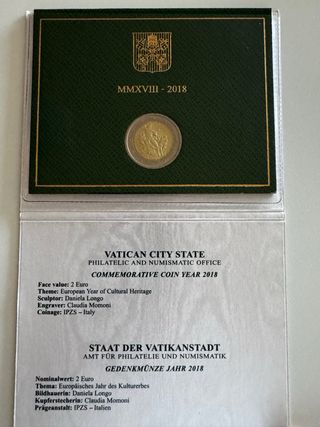 MMXVIII - 2018
VATICAN CITY STATE
PHILATELIC AND NUMISMATIC OFFICE
COMMEMORATIVE COIN YEAR 2018
Face value: 2 Euro
Theme: European Year of Cultural Heritage
Sculptor: Daniela Longo
Engraver: Claudia Momoni
Coinage: IPZS – Italy
STAAT DER VATIKANSTADT
AMT FÜR PHILATELIE UND NUMISMATIK
GEDENKMÜNZE JAHR 2018
Nominalwert: 2 Euro
Thema: Europäisches Jahr des Kulturerbes
Bildhauerin: Daniela Longo
Kupferstecherin: Claudia Momoni
Prägeanstalt: IPZS – Italien